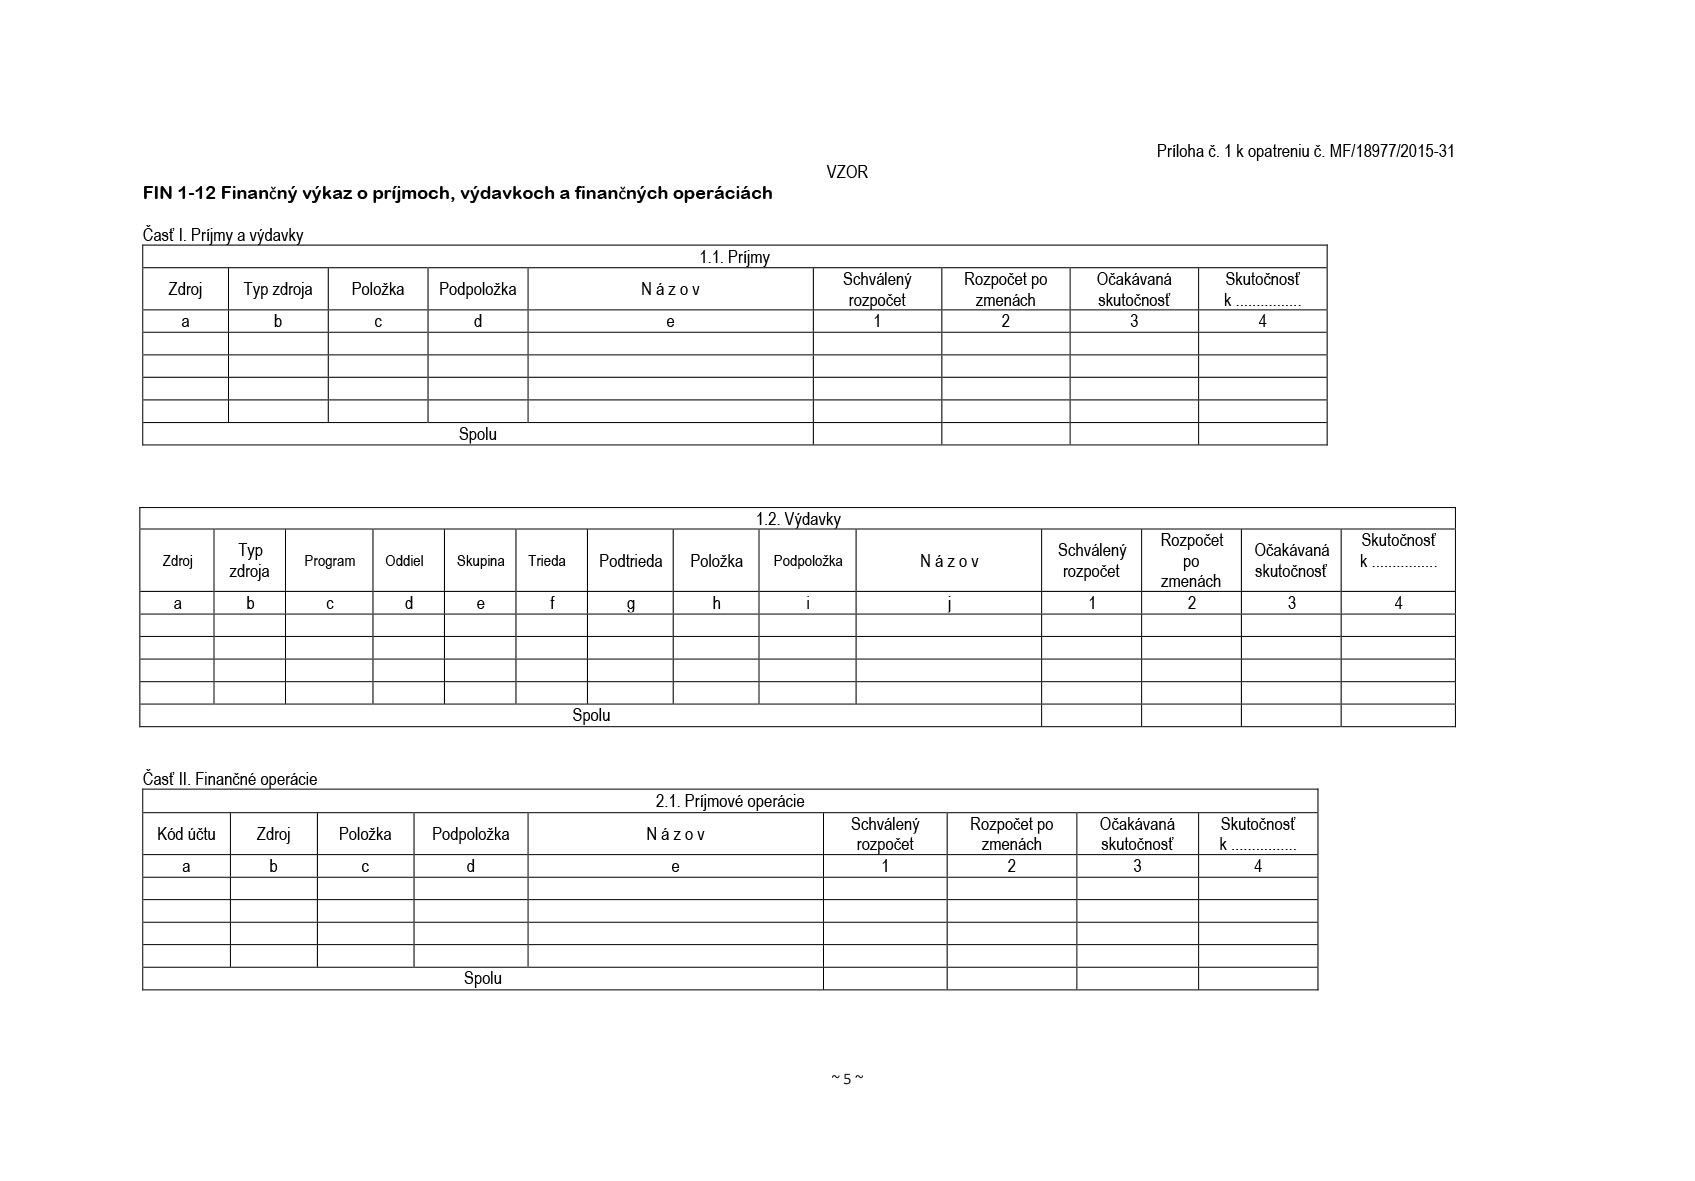 Príloha č. 1 k opatreniu č. MF/18977/2015-31
VZOR
FIN 1-12 Finančný výkaz o príjmoch, výdavkoch a finančných operáciách
Časť I. Príjmy a výdavky
1.1. Príjmy
Zdroj Typ zdroja Položka Podpoložka N á z o v Schválený rozpočet Rozpočet po zmenách Očakávaná skutočnosť Skutočnosť k ................
a b c d e 1 2 3 4
Spolu
1.2. Výdavky
Zdroj Typ zdroja Program Oddiel Skupina Trieda Podtrieda Položka Podpoložka N á z o v Schválený rozpočet Rozpočet po zmenách Očakávaná skutočnosť Skutočnosť k ................
a b c d e f g h i j 1 2 3 4
Spolu
Časť II. Finančné operácie
2.1. Príjmové operácie
Kód účtu Zdroj Položka Podpoložka N á z o v Schválený rozpočet Rozpočet po zmenách Očakávaná skutočnosť Skutočnosť k ................
a b c d e 1 2 3 4
Spolu
~ 5 ~